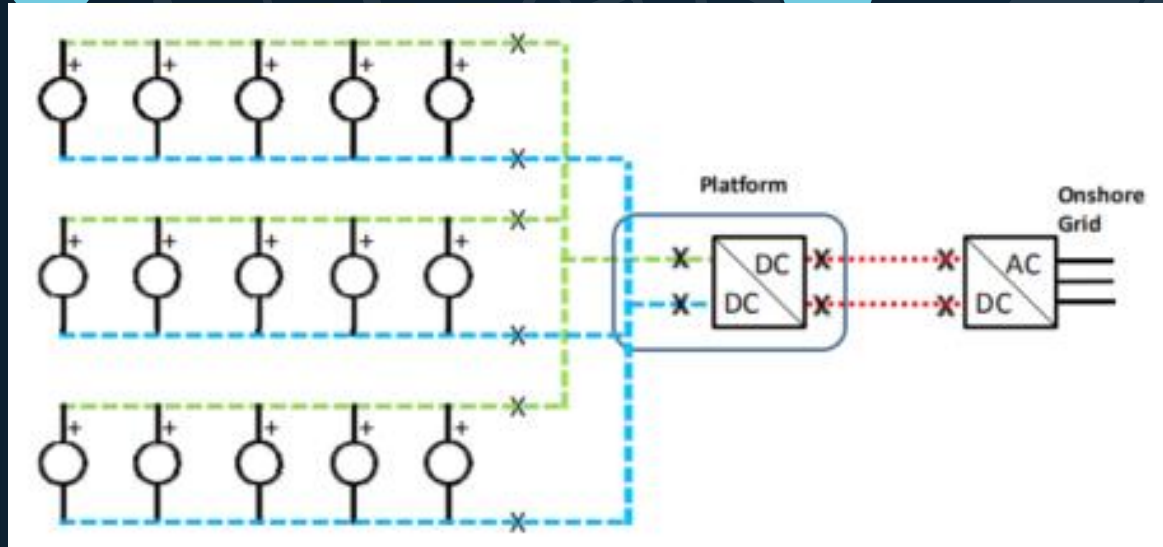 + + + + +
X
X
Platform
Onshore
Grid
X
+ + + + +
X DC X X AC
X DC X X DC
X
X
+ + + + +
X